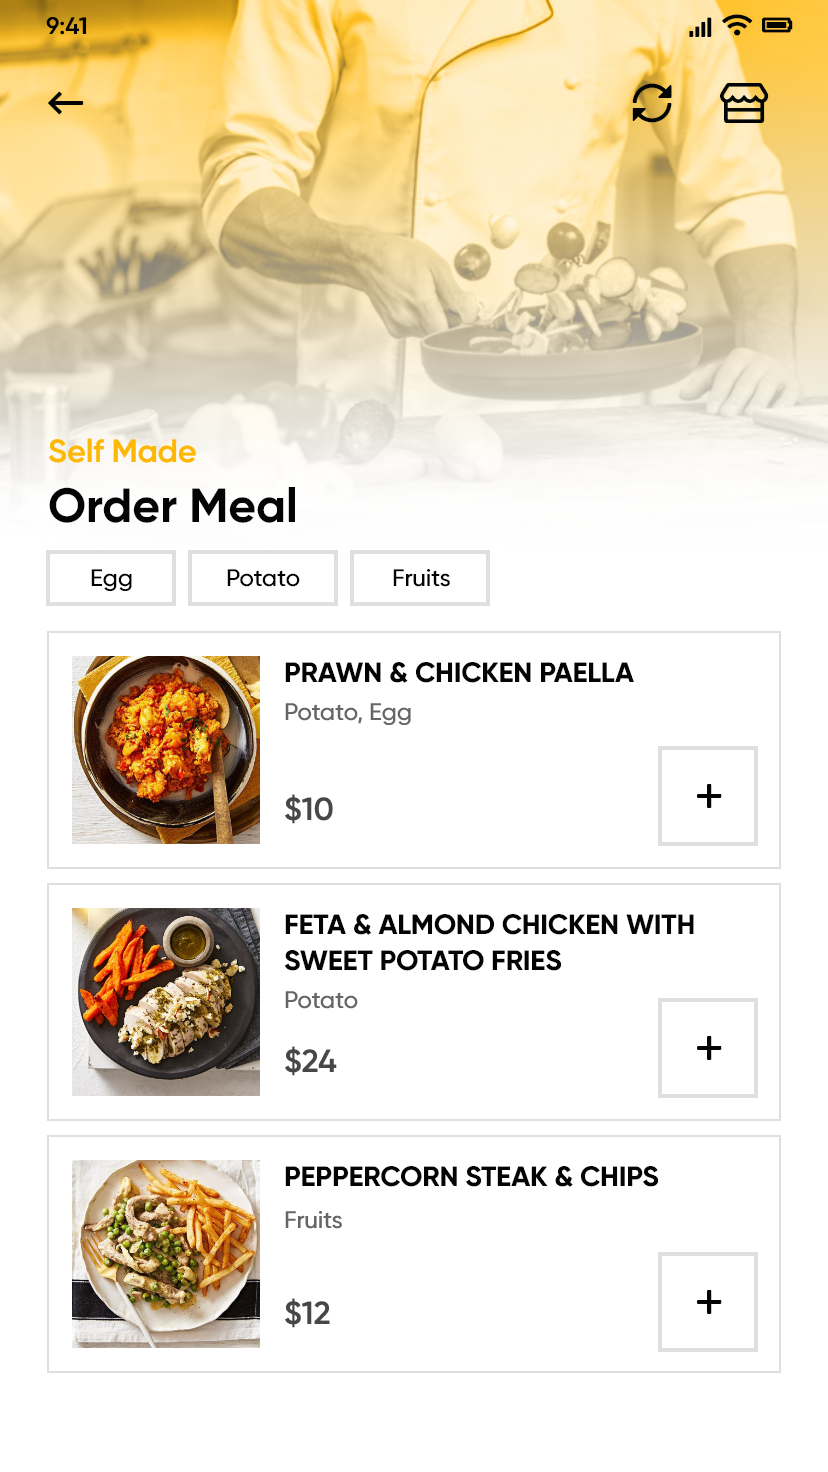 9:41
Self Made
Order Meal
Egg
Potato
Fruits
PRAWN & CHICKEN PAELLA
Potato, Egg
$10
+
FETA & ALMOND CHICKEN WITH
SWEET POTATO FRIES
Potato
$24
+
PEPPERCORN STEAK & CHIPS
Fruits
$12
+